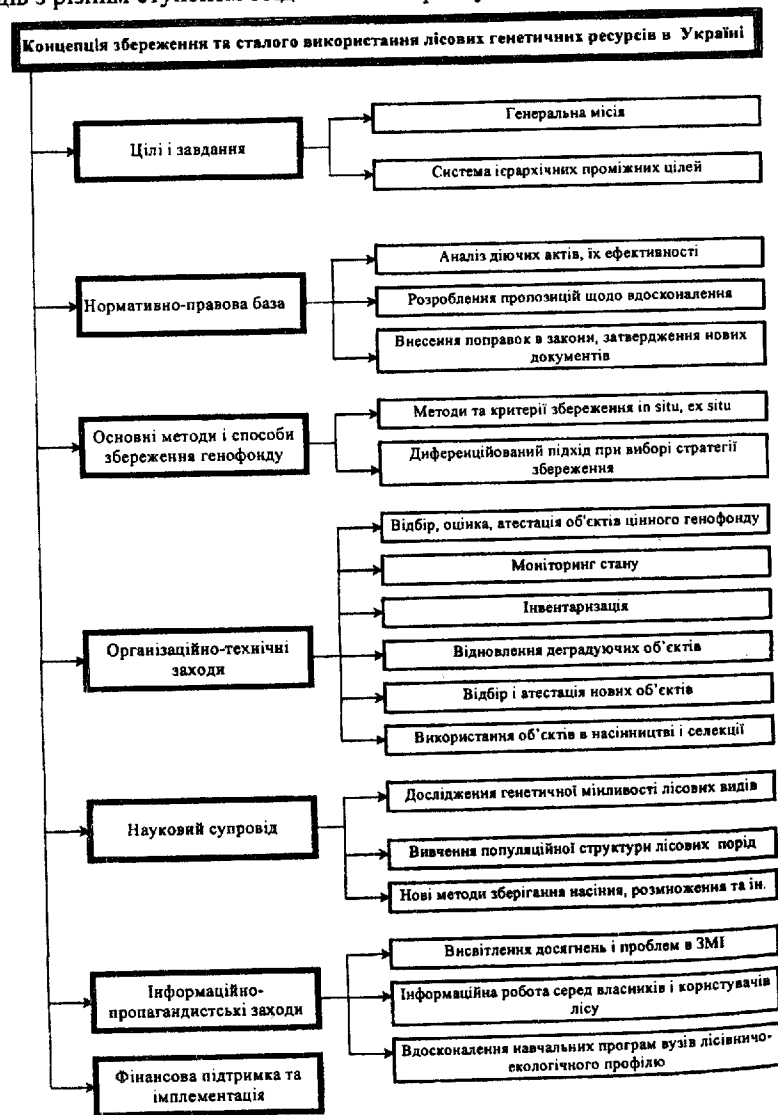 з різним ступенем
Концепція збереження та сталого використання лісових генетичних ресурсів в Україні
Цілі і завдання
Генеральна місія
Система ієрархічних проміжних цілей
Нормативно-правова база
Аналіз діючих актів, їх ефективності
Розроблення пропозицій щодо вдосконалення
Внесення поправок в закони, затвердження нових
документів
Основні методи і способи
збереження генофонду
Методи та критерії збереження in situ, ex situ
Диференційований підхід при виборі стратегії
збереження
Організаційно-технічні
заходи
Відбір, оцінка, атестація об'єктів цінного генофонду
Моніторинг стану
Інвентаризація
Відновлення деградуючих об'єктів
Відбір і атестація нових об'єктів
Використання об'єктів в насінництві і селекції
Науковий супровід
Дослідження генетичної мінливості лісових видів
Вивчення популяційної структури лісових порід
Нові методи зберігання насіння, розмноження та ін.
Інформаційно-
пропагандистські заходи
Висвітлення досягнень і проблем в ЗМІ
Інформаційна робота серед власників і користувачів
лісу
Вдосконалення навчальних програм вузів лісівничо-
екологічного профілю
Фінансова підтримка та
імплементація